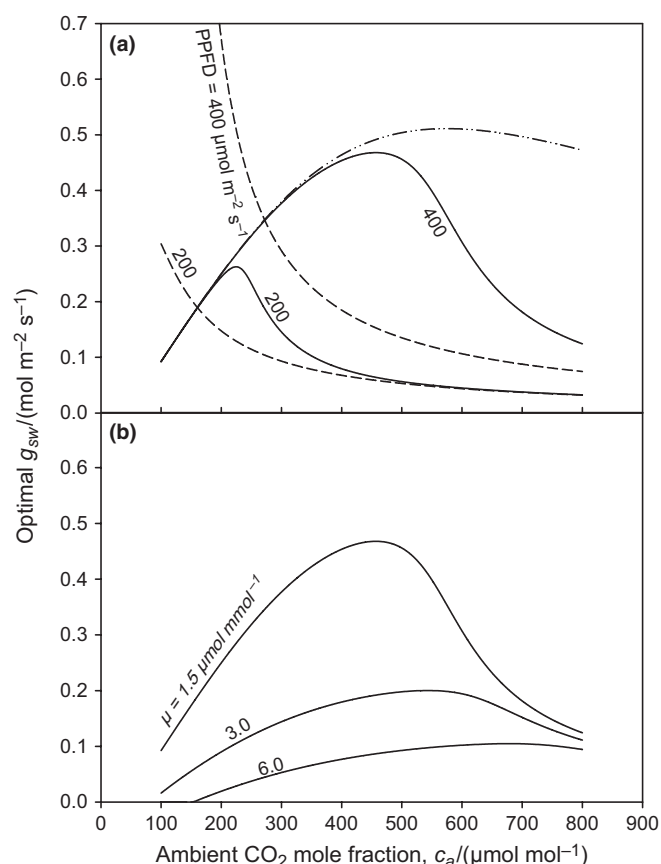 0.7
(a)
PPFD = 400 μmol m⁻² s⁻¹
0.6
0.5
0.4
400
0.3
200
200
0.2
0.1
0.0
(b)
0.6
0.5
0.4
μ = 1.5 μmol mmol⁻¹
0.3
0.2
3.0
0.1
6.0
0.0
0 100 200 300 400 500 600 700 800 900
Optimal gsw/(mol m⁻² s⁻¹)
Ambient CO2 mole fraction, ca/(μmol mol⁻¹)